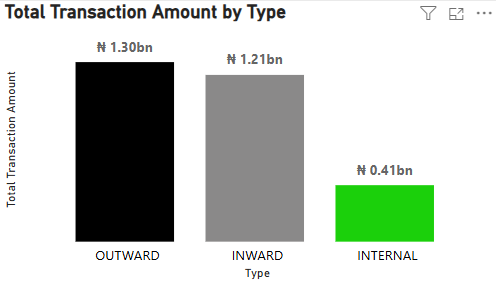 Total Transaction Amount by Type
₦ 1.30bn
₦ 1.21bn
₦ 0.41bn
Total Transaction Amount
OUTWARD
INWARD
INTERNAL
Type